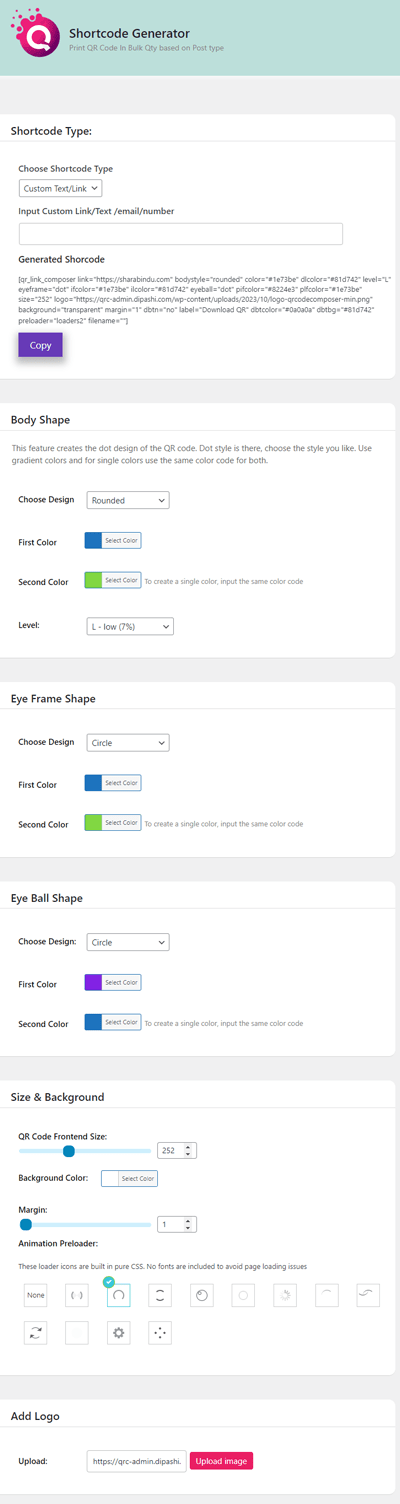 Shortcode Generator
Print QR Code In Bulk Qty based on Post type
Shortcode Type:
Choose Shortcode Type
Custom Text/Link
Input Custom Link/Text /email/number
Generated Shorcode
[qr_link_composer link="https://sharabindu.com" bodystyle="rounded" color="#1e73be" dlcolor="#81d742" level="L"
eyeframe="dot" ifcolor="#1e73be" ilcolor="#81d742" eyeball="dot" pifcolor="#8224e3" plfcolor="#1e73be"
size="252" logo="https://qrc-admin.dipashi.com/wp-content/uploads/2023/10/logo-qrcodecomposer-min.png"
background="transparent" margin="1" dbtn="no" label="Download QR" dbtcolor="#0a0a0a" dbtbg="#81d742"
preloader="loaders2" filename=""]
Copy
Body Shape
This feature creates the dot design of the QR code. Dot style is there, choose the style you like. Use
gradient colors and for single colors use the same color code for both.
Choose Design Rounded
First Color Select Color
Second Color Select Color To create a single color, input the same color code
Level: L - low (7%)
Eye Frame Shape
Choose Design Circle
First Color Select Color
Second Color Select Color To create a single color, input the same color code
Eye Ball Shape
Choose Design: Circle
First Color Select Color
Second Color Select Color To create a single color, input the same color code
Size & Background
QR Code Frontend Size:
252
Background Color: Select Color
Margin:
1
Animation Preloader:
These loader icons are built in pure CSS. No fonts are included to avoid page loading issues
None
Add Logo
Upload: https://qrc-admin.dipashi. Upload image